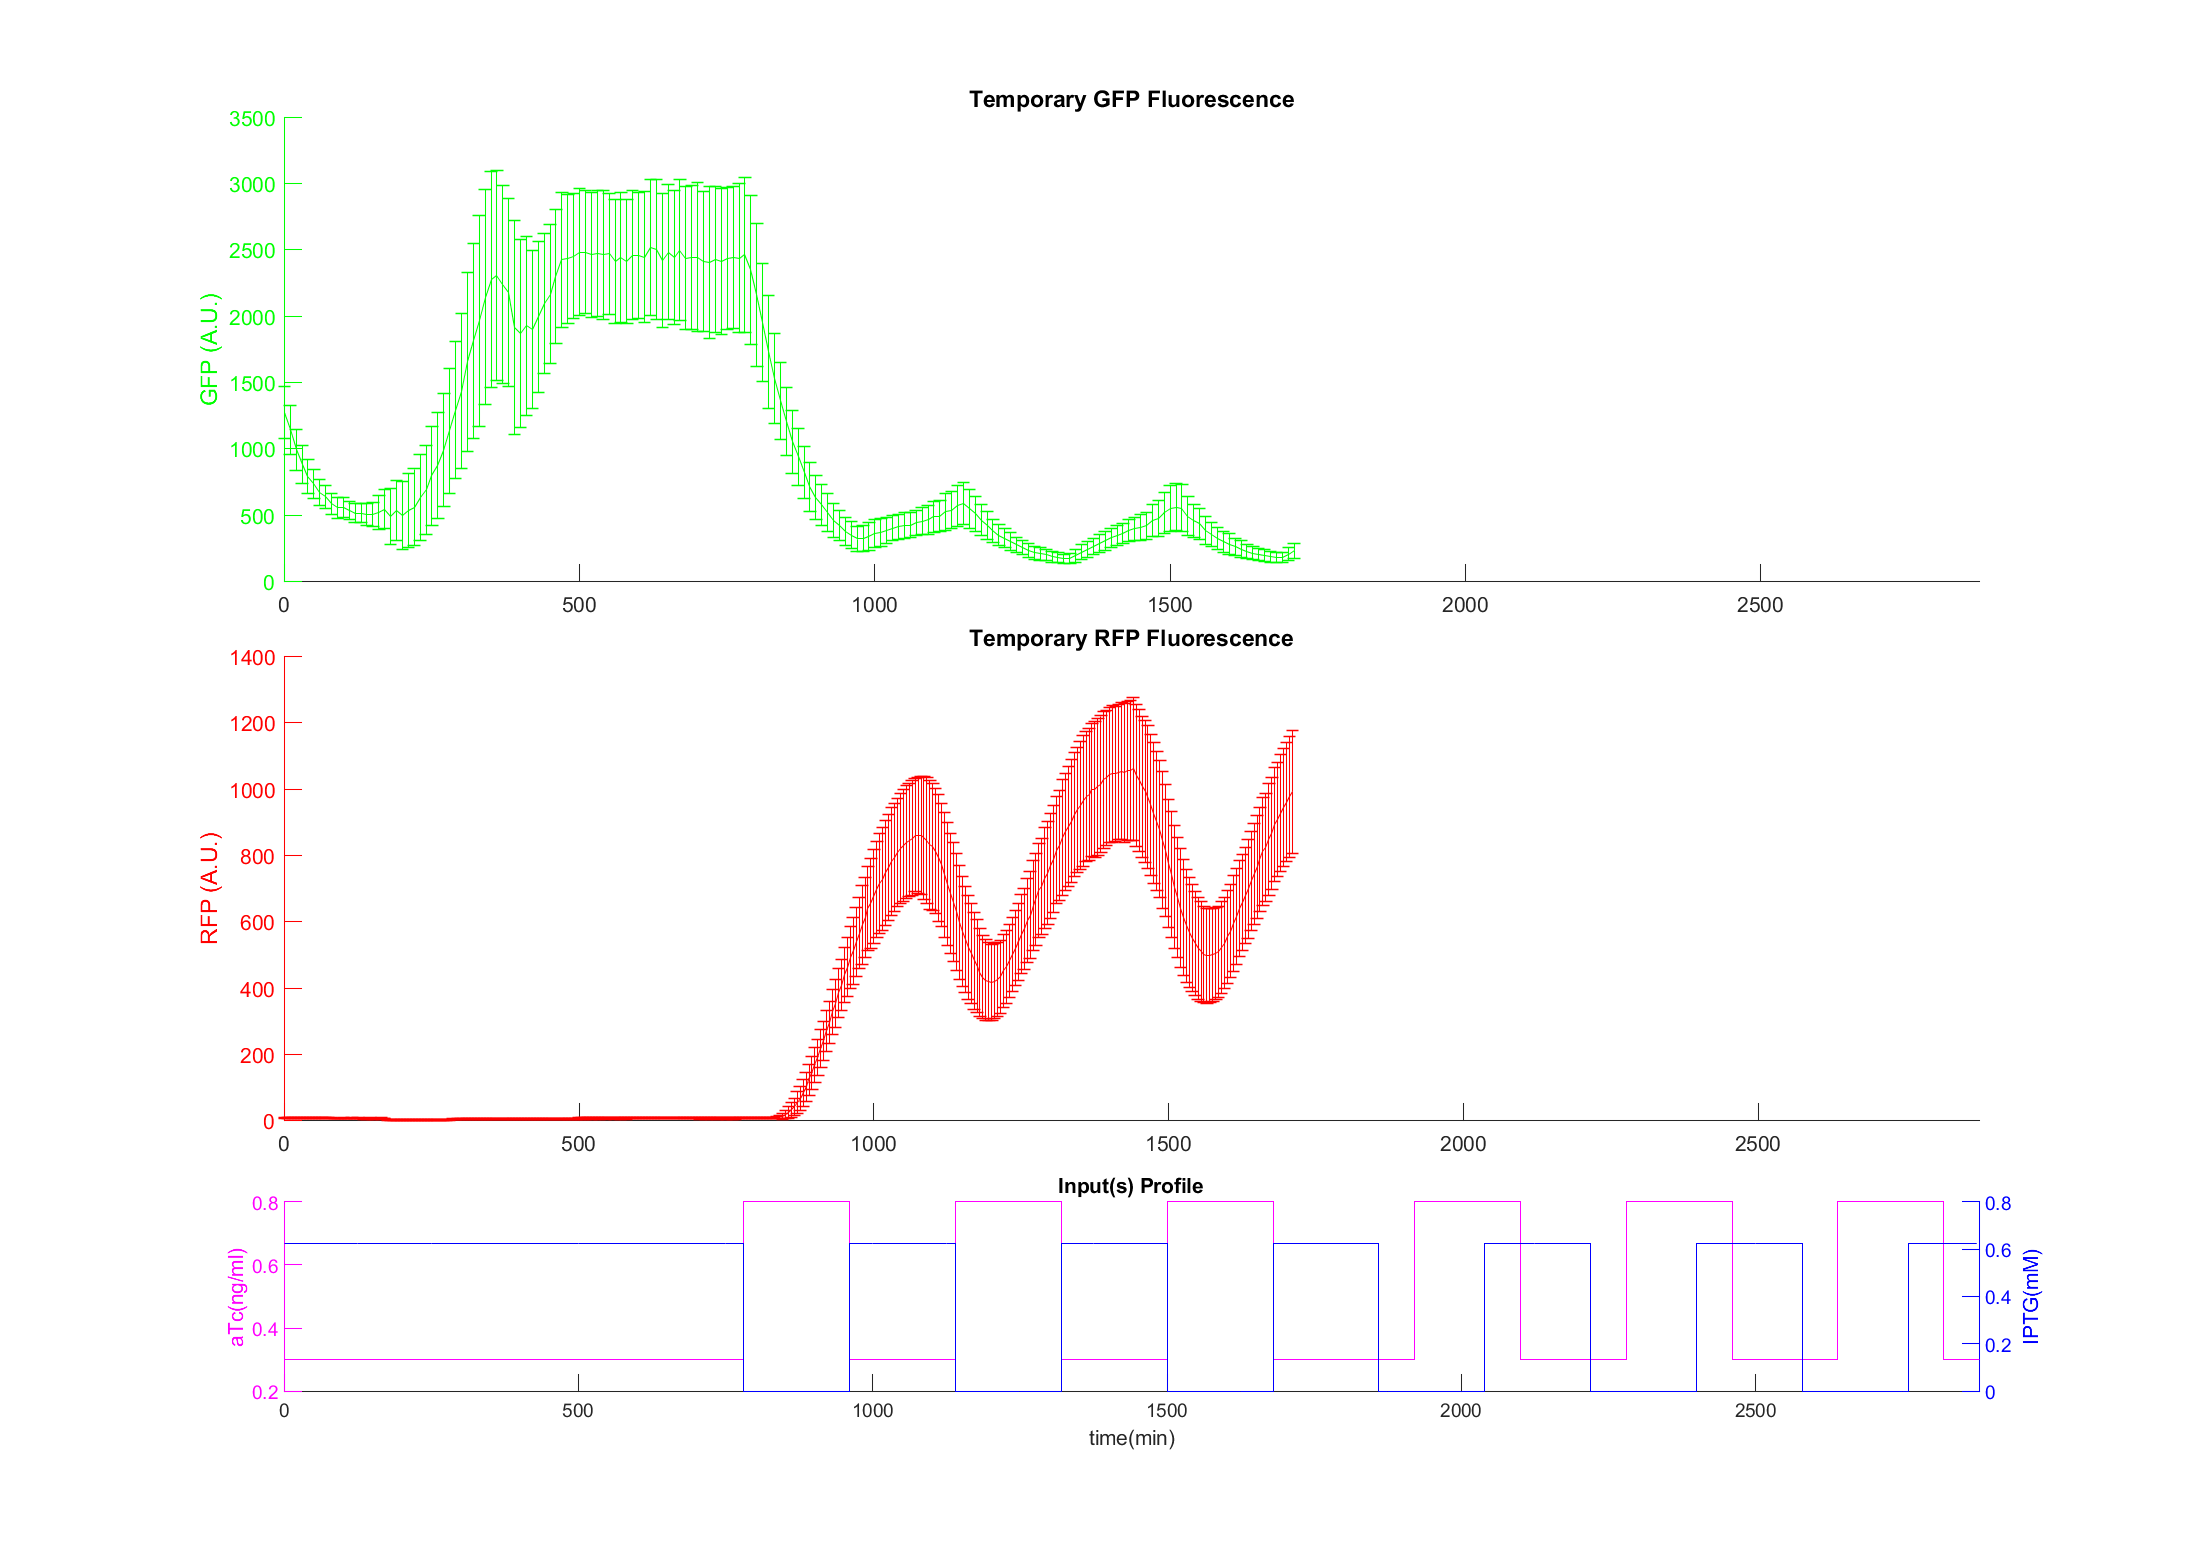 Temporary GFP Fluorescence
GFP (A.U.)
3500
3000
2500
2000
1500
1000
500
0
0 500 1000 1500 2000 2500
Temporary RFP Fluorescence
RFP (A.U.)
1400
1200
1000
800
600
400
200
0
0 500 1000 1500 2000 2500
Input(s) Profile
aTc(ng/ml)
0.8
0.6
0.4
0.2
IPTG(mM)
0.8
0.6
0.4
0.2
0
0 500 1000 1500 2000 2500
time(min)